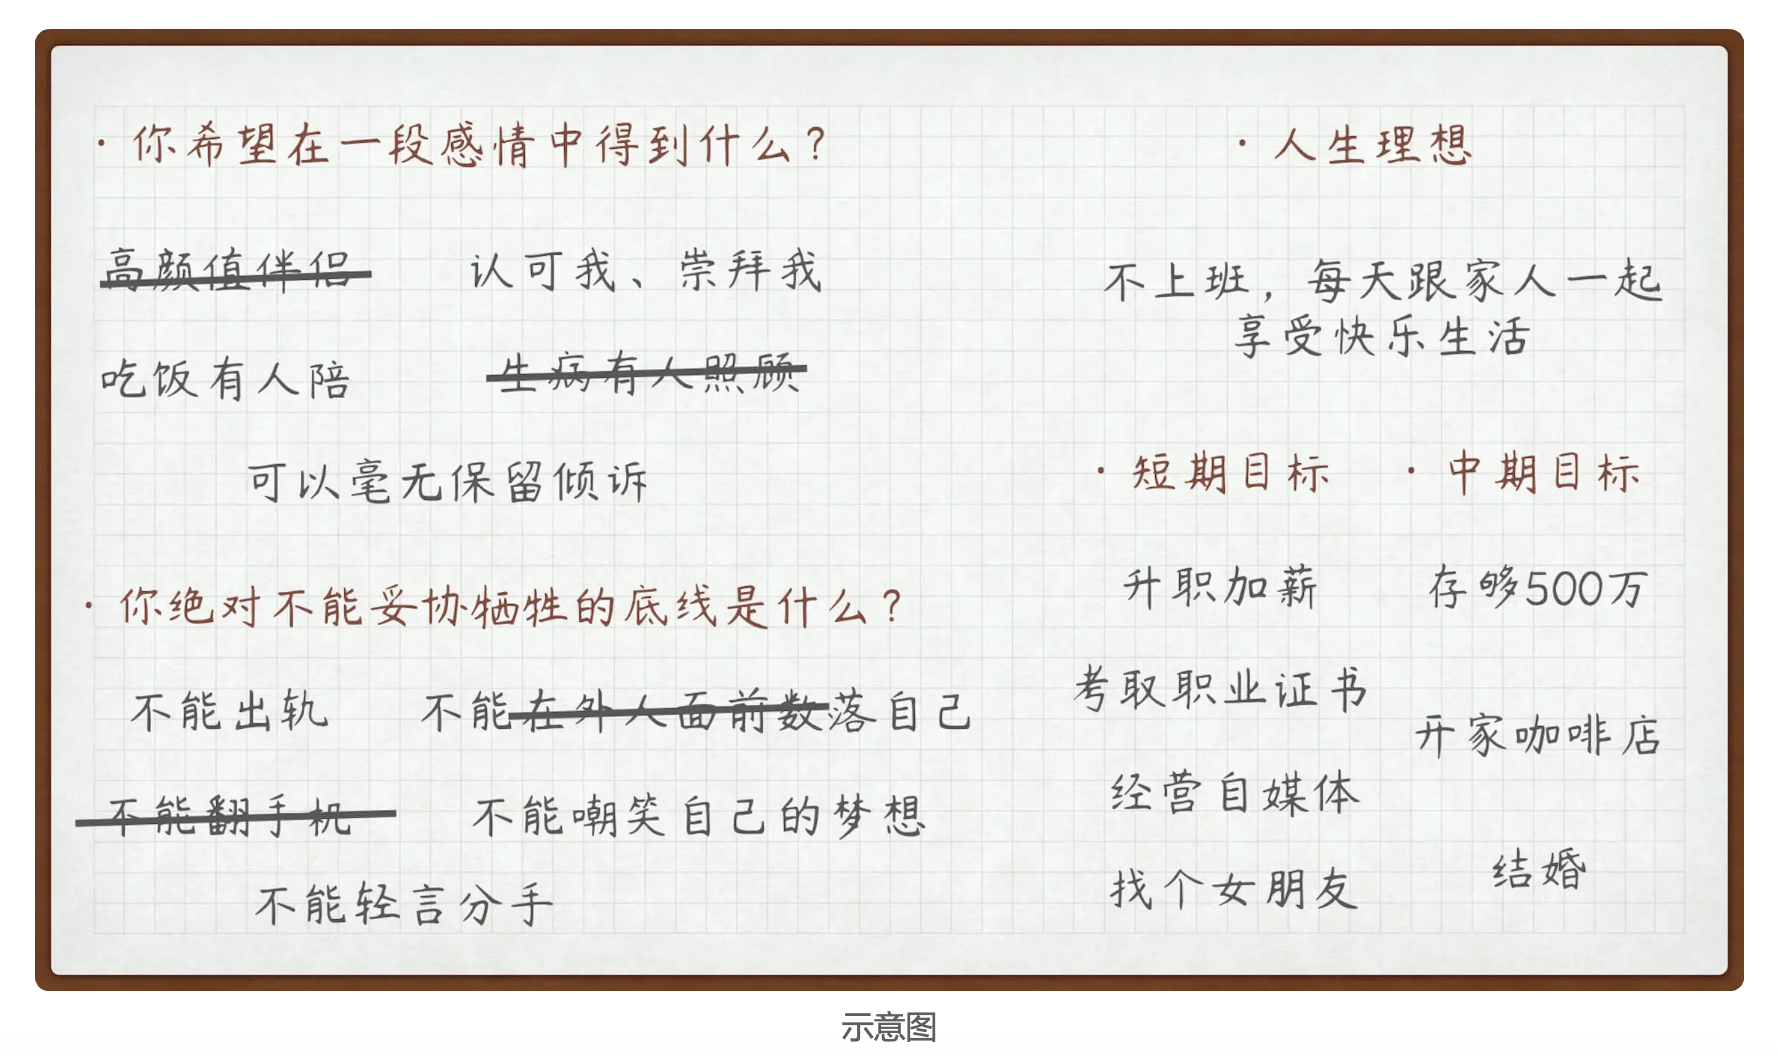 · 你希望在一段感情中得到什么？
高颜值伴侣 认可我、崇拜我
吃饭有人陪 生病有人照顾
可以毫无保留倾诉
· 你绝对不能妥协牺牲的底线是什么？
不能出轨 不能在外人面前数落自己
不能翻手机 不能嘲笑自己的梦想
不能轻言分手
· 人生理想
不上班，每天跟家人一起
享受快乐生活
· 短期目标 · 中期目标
升职加薪 存够500万
考取职业证书
开家咖啡店
经营自媒体
结婚
找个女朋友
示意图